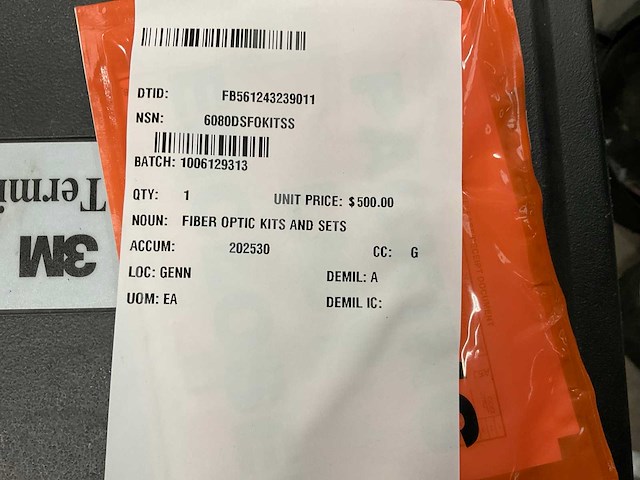 DTID: FB561243239011
NSN: 6080DSFOKITSS
BATCH: 1006129313
QTY: 1 UNIT PRICE: $500.00
NOUN: FIBER OPTIC KITS AND SETS
ACCUM: 202530 CC: G
LOC: GENN DEMIL: A
UOM: EA DEMIL IC:
Termi
3M